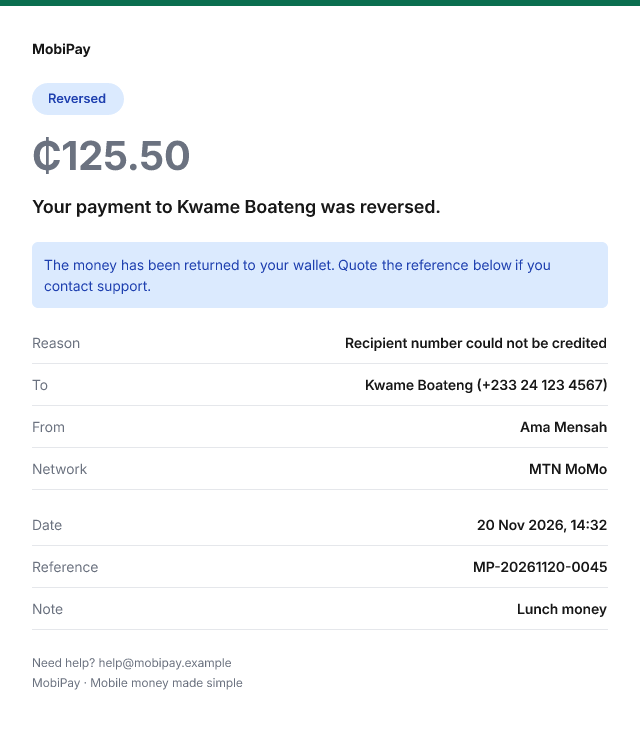 MobiPay
Reversed
₵125.50
Your payment to Kwame Boateng was reversed.
The money has been returned to your wallet. Quote the reference below if you
contact support.
Reason Recipient number could not be credited
To Kwame Boateng (+233 24 123 4567)
From Ama Mensah
Network MTN MoMo
Date 20 Nov 2026, 14:32
Reference MP-20261120-0045
Note Lunch money
Need help? help@mobipay.example
MobiPay · Mobile money made simple